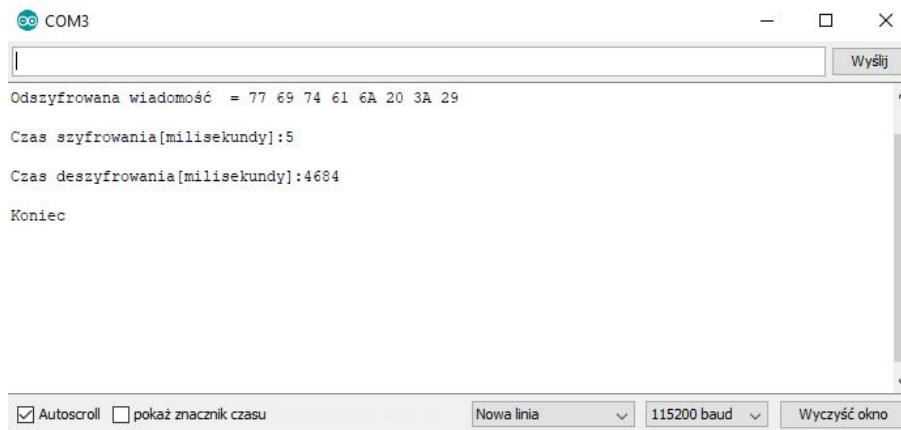 COM3
Wyślij
Odszyfrowana wiadomość = 77 69 74 61 6A 20 3A 29
Czas szyfrowania[milisekundy]:5
Czas deszyfrowania[milisekundy]:4684
Koniec
Autoscroll pokaż znacznik czasu Nowa linia 115200 baud Wyczyść okno